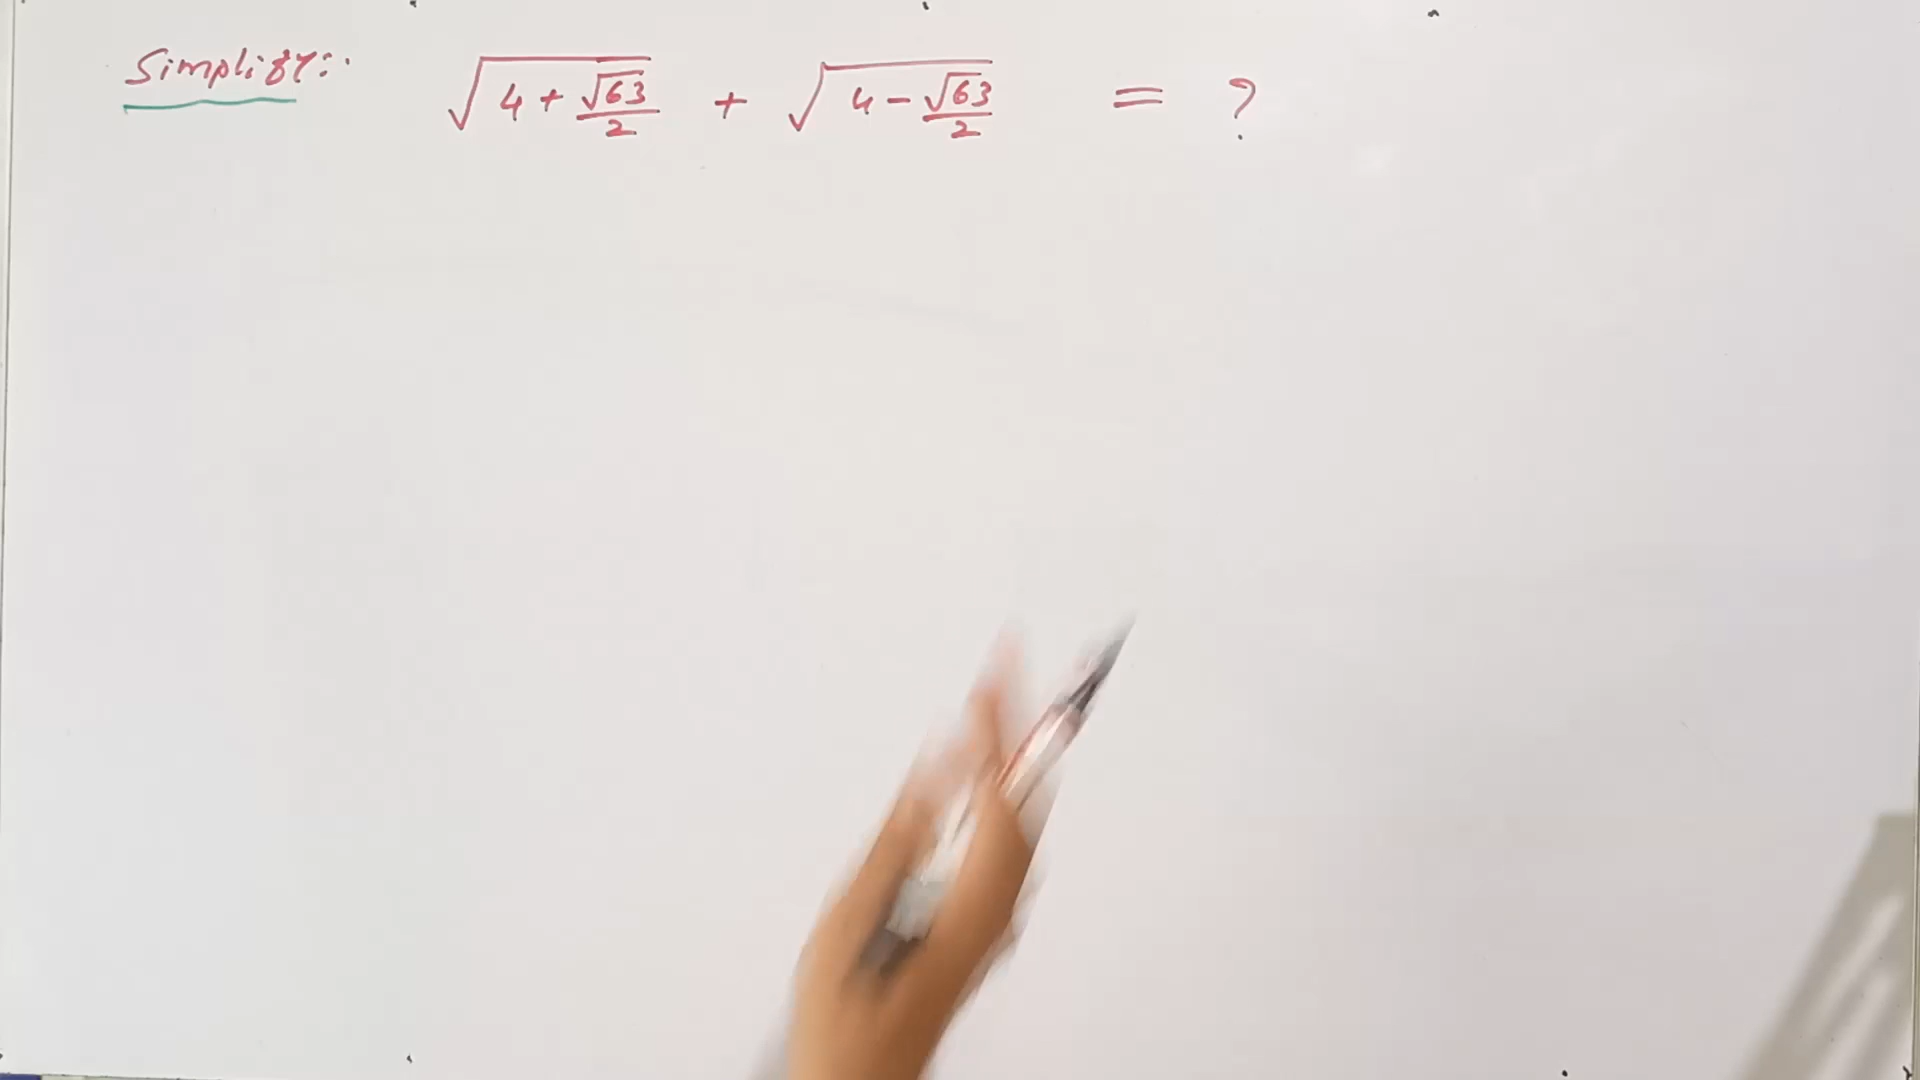 Simplify:- √(4 + √63/2) + √(4 - √63/2) = ?